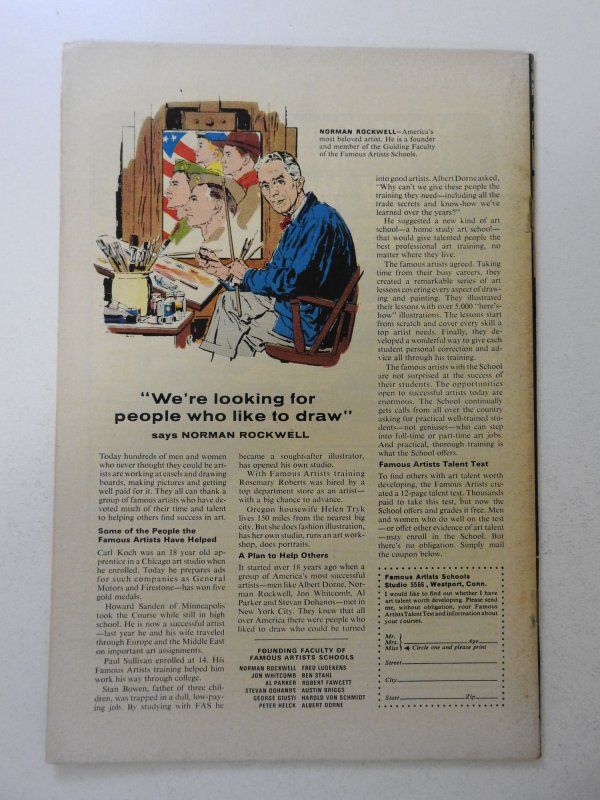 NORMAN ROCKWELL—America's
most beloved artist. He is a founder
and member of the Guiding Faculty
of the Famous Artists Schools.
"We're looking for
people who like to draw"
says NORMAN ROCKWELL
Today hundreds of men and women
who never thought they could be art-
ists are working at easels and drawing
boards, making pictures and getting
well paid for it. They all can thank a
group of famous artists who have de-
voted much of their time and talent
to helping others find success in art.
Some of the People the
Famous Artists Have Helped
Carl Koch was an 18 year old ap-
prentice in a Chicago art studio when
he enrolled. Today he prepares ads
for such companies as General
Motors and Firestone—has won five
gold medals.
Howard Sanden of Minneapolis
took the Course while still in high
school. He is now a successful artist
—last year he and his wife traveled
through Europe and the Middle East
on important art assignments.
Paul Sullivan enrolled at 14. His
Famous Artists training helped him
work his way through college.
Stan Bowen, father of three chil-
dren, was trapped in a dull, low-pay-
ing job. By studying with FAS he
became a sought-after illustrator,
has opened his own studio.
With Famous Artists training
Rosemary Roberts was hired by a
top department store as an artist—
with a big chance to advance.
Oregon housewife Helen Tryk
lives 150 miles from the nearest big
city. But she does fashion illustration,
has her own studio, runs an art work-
shop, does portraits.
A Plan to Help Others
It started over 18 years ago when a
group of America's most successful
artists—men like Albert Dorne, Nor-
man Rockwell, Jon Whitcomb, Al
Parker and Stevan Dohanos—met in
New York City. They knew that all
over America there were people who
liked to draw who could be turned
FOUNDING FACULTY OF
FAMOUS ARTISTS SCHOOLS
NORMAN ROCKWELL FRED LUDEKENS
JON WHITCOMB BEN STAHL
AL PARKER ROBERT FAWCETT
STEVAN DOHANOS AUSTIN BRIGGS
GEORGE GIUSTI HAROLD VON SCHMIDT
PETER HELCK ALBERT DORNE
into good artists. Albert Dorne asked,
"Why can't we give these people the
training they need—including all the
trade secrets and know-how we've
learned over the years?"
He suggested a new kind of art
school—a home study art school—
that would give talented people the
best professional art training, no
matter where they live.
The famous artists agreed. Taking
time from their busy careers, they
created a remarkable series of art
lessons covering every aspect of draw-
ing and painting. They illustrated
their lessons with over 5,000 "here's-
how" illustrations. The lessons start
from scratch and cover every skill a
top artist needs. Finally, they de-
veloped a wonderful way to give each
student personal correction and ad-
vice all through his training.
The famous artists with the School
are not surprised at the success of
their students. The opportunities
open to successful artists today are
enormous. The School continually
gets calls from all over the country
asking for practical well-trained stu-
dents—not geniuses—who can step
into full-time or part-time art jobs.
And practical, thorough training is
what the School offers.
Famous Artists Talent Test
To find others with art talent worth
developing, the Famous Artists cre-
ated a 12-page talent test. Thousands
paid to take this test, but now the
School offers and grades it free. Men
and women who do well on the test
—or offer other evidence of art talent
—may enroll in the School. But
there's no obligation. Simply mail
the coupon below.
Famous Artists Schools
Studio 5566, Westport, Conn.
I would like to find out whether I have
art talent worth developing. Please send
me, without obligation, your Famous
Artists Talent Test and information about
your courses.
Mr.
Mrs. Age
Miss Circle one and please print
Street
City
State Zip